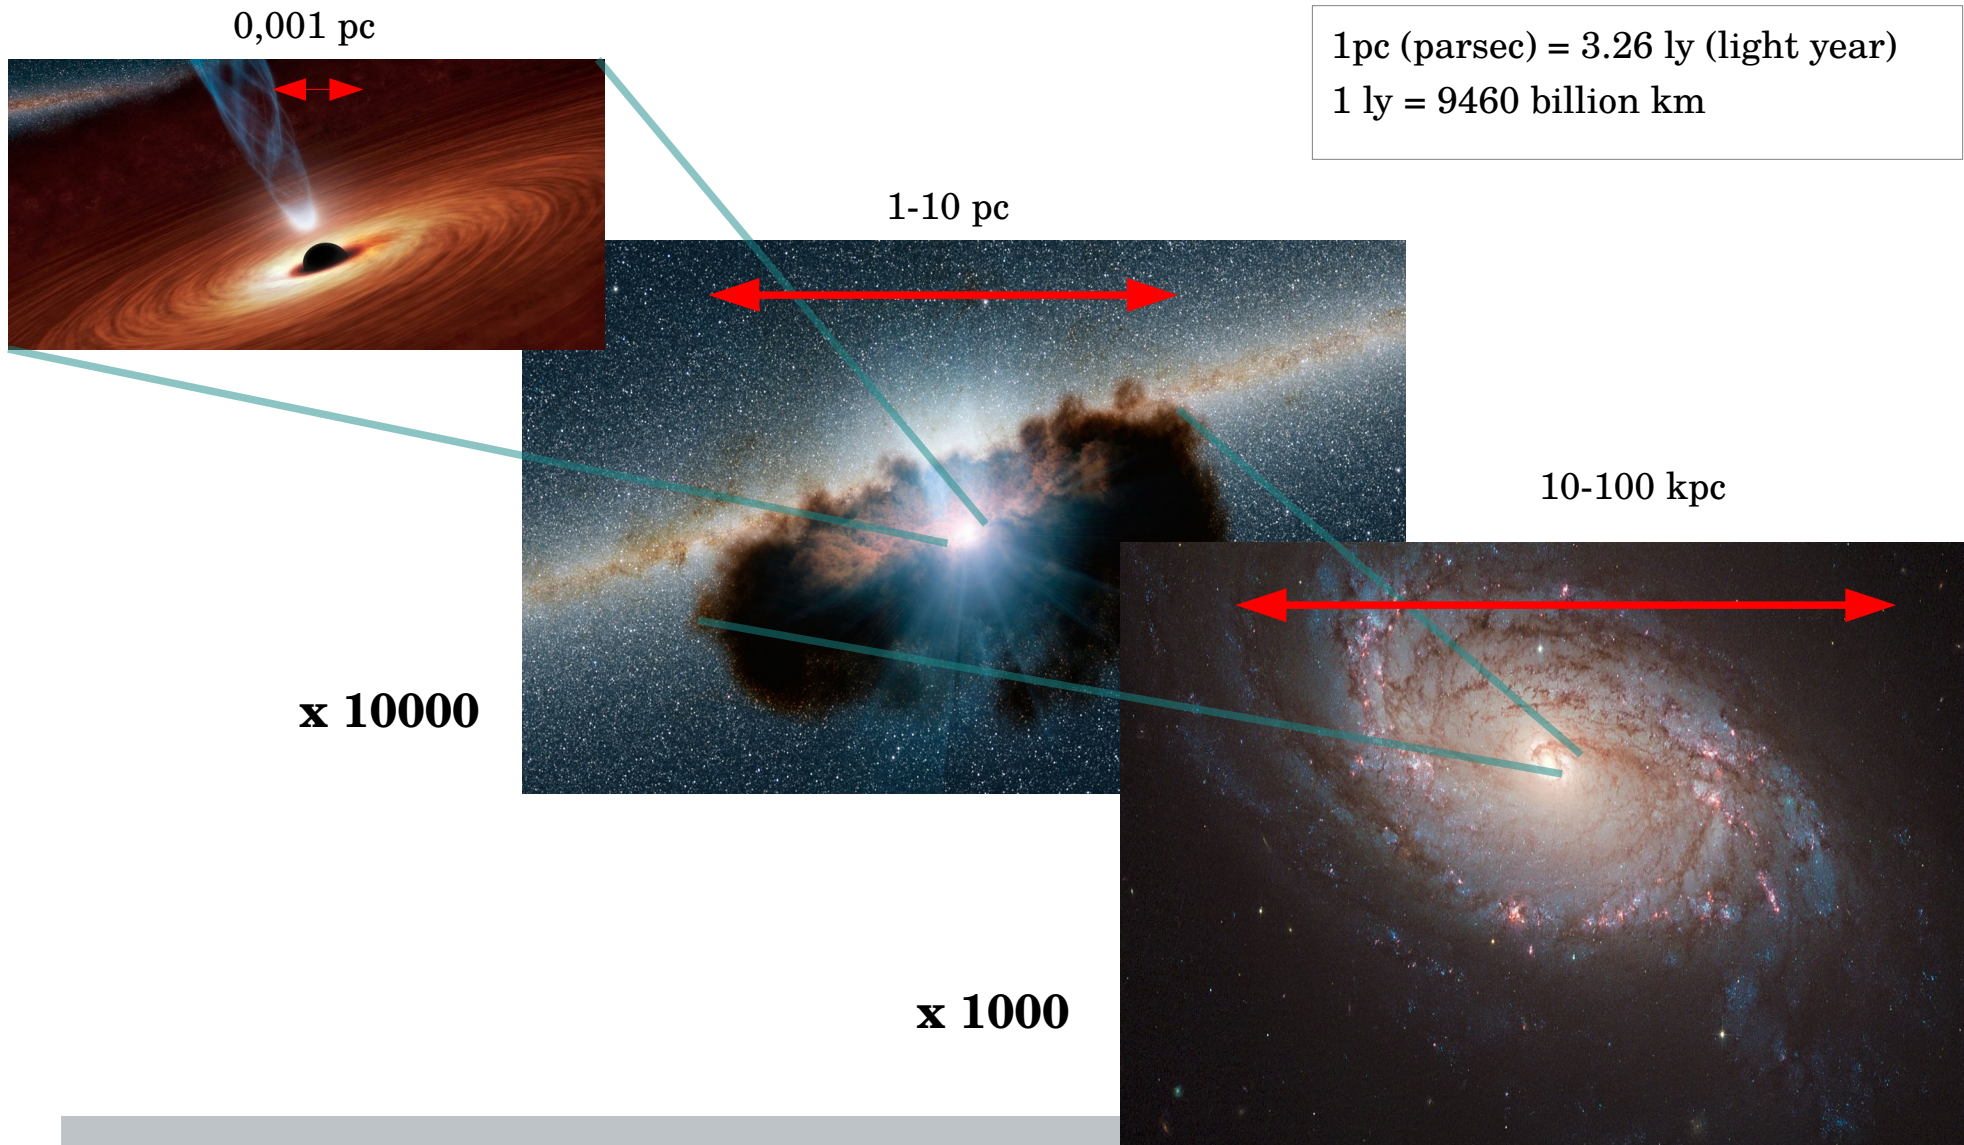 0,001 pc
1pc (parsec) = 3.26 ly (light year)
1 ly = 9460 billion km
1-10 pc
10-100 kpc
x 10000
x 1000